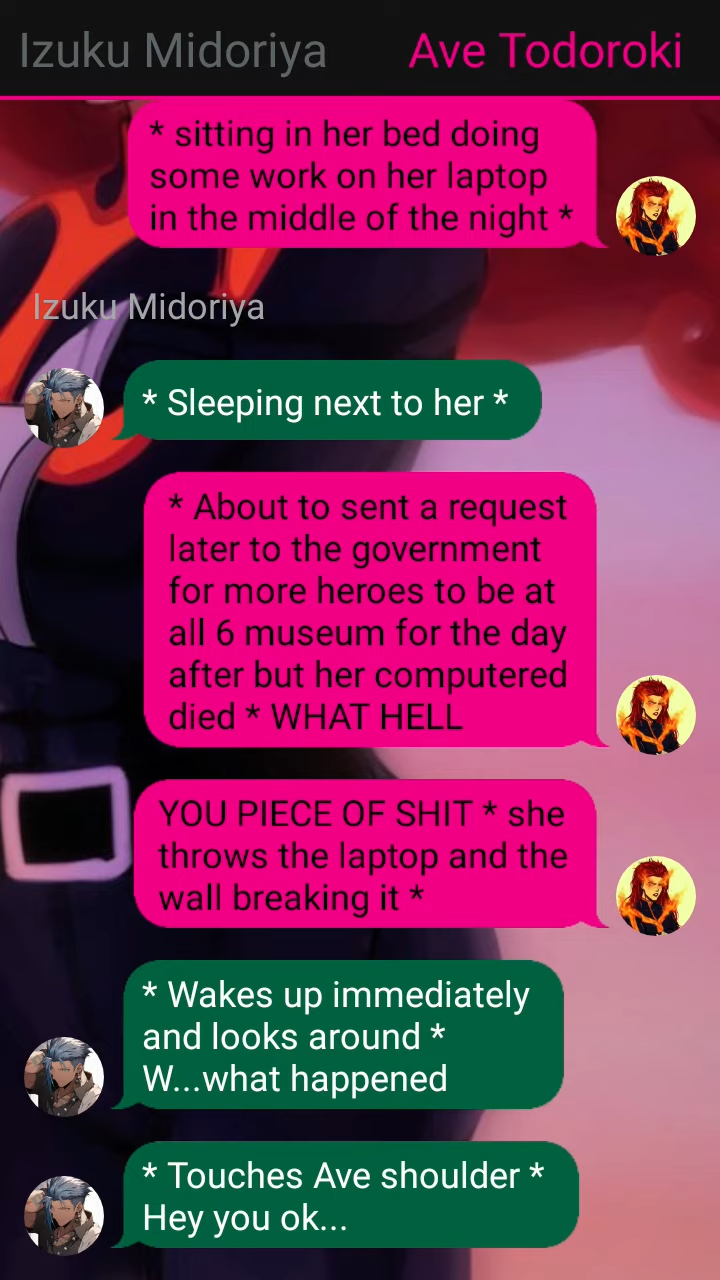 Izuku Midoriya Ave Todoroki
* sitting in her bed doing
some work on her laptop
in the middle of the night *
Izuku Midoriya
* Sleeping next to her *
* About to sent a request
later to the government
for more heroes to be at
all 6 museum for the day
after but her computered
died * WHAT HELL
YOU PIECE OF SHIT * she
throws the laptop and the
wall breaking it *
* Wakes up immediately
and looks around *
W...what happened
* Touches Ave shoulder *
Hey you ok...